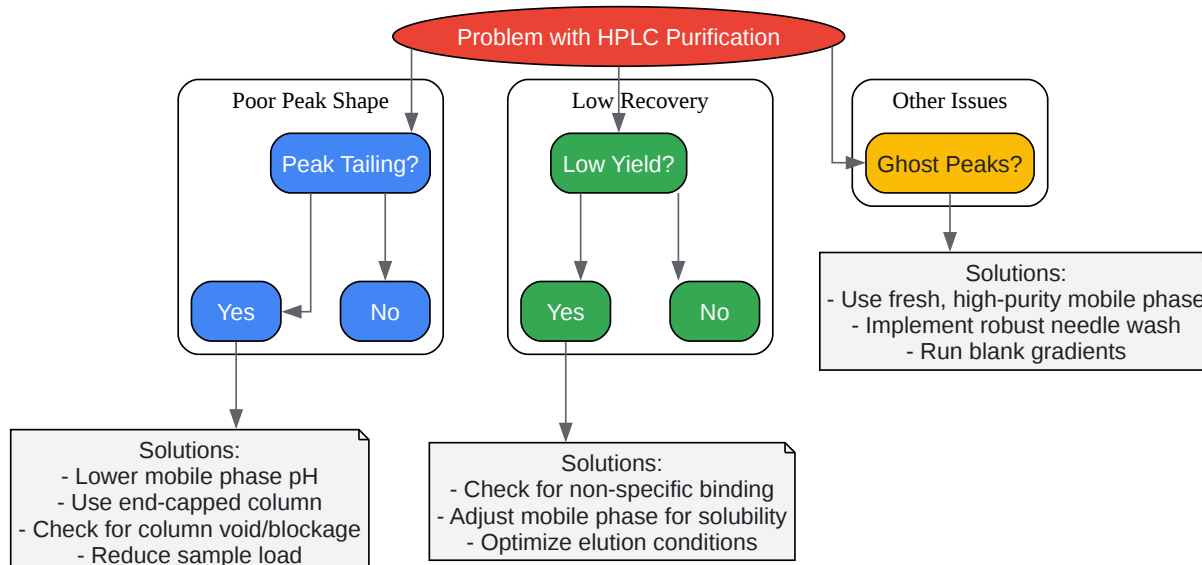 Problem with HPLC Purification
Poor Peak Shape
Low Recovery
Other Issues
Peak Tailing?
Low Yield?
Ghost Peaks?
Yes
No
Yes
No
Solutions:
- Use fresh, high-purity mobile phase
- Implement robust needle wash
- Run blank gradients
Solutions:
- Lower mobile phase pH
- Use end-capped column
- Check for column void/blockage
- Reduce sample load
Solutions:
- Check for non-specific binding
- Adjust mobile phase for solubility
- Optimize elution conditions